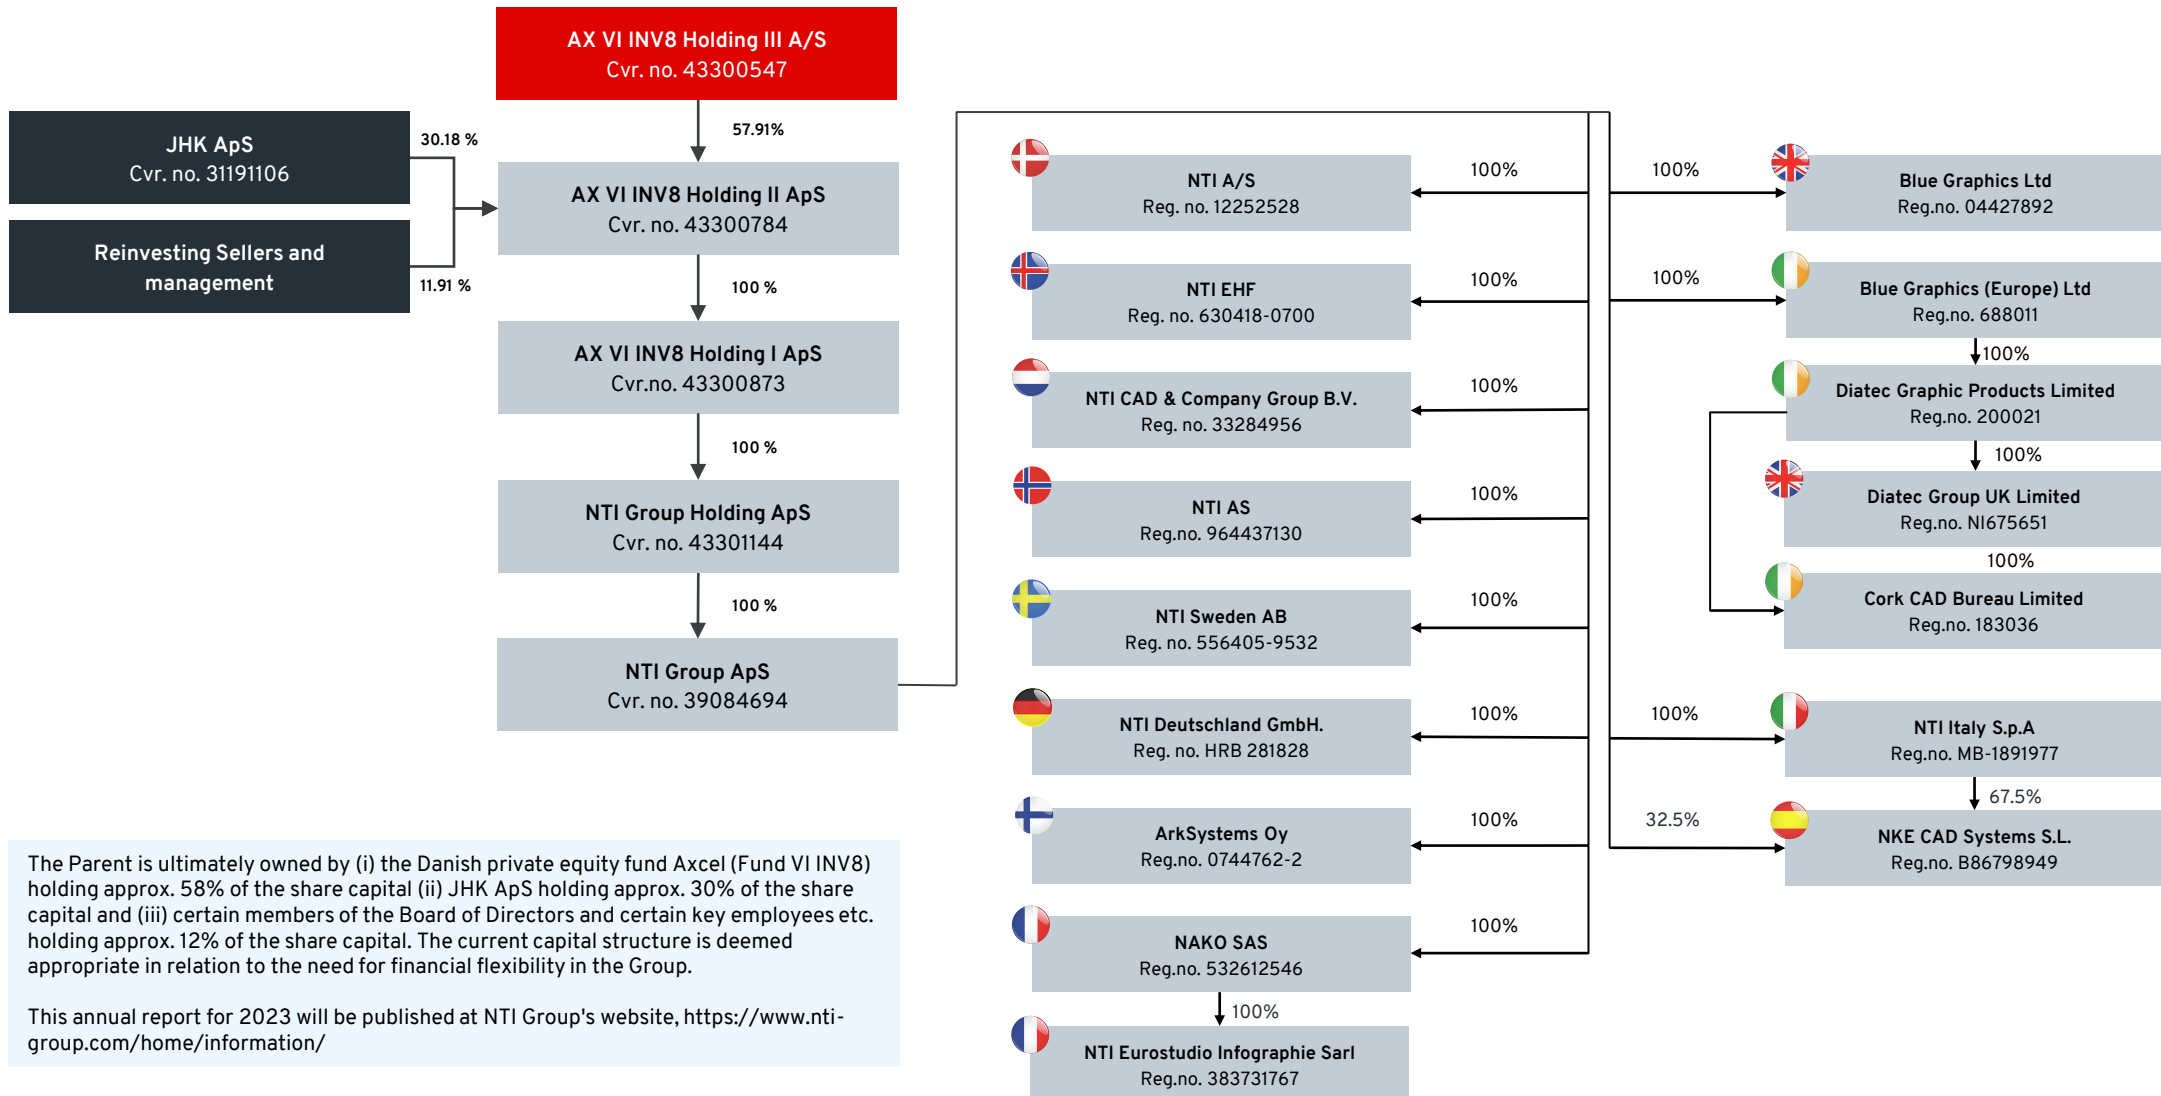 AX VI INV8 Holding III A/S
Cvr. no. 43300547
57.91%
JHK ApS
Cvr. no. 31191106
30.18 %
Reinvesting Sellers and
management
11.91 %
AX VI INV8 Holding II ApS
Cvr. no. 43300784
100 %
AX VI INV8 Holding I ApS
Cvr.no. 43300873
100 %
NTI Group Holding ApS
Cvr. no. 43301144
100 %
NTI Group ApS
Cvr. no. 39084694
The Parent is ultimately owned by (i) the Danish private equity fund Axcel (Fund VI INV8)
holding approx. 58% of the share capital (ii) JHK ApS holding approx. 30% of the share
capital and (iii) certain members of the Board of Directors and certain key employees etc.
holding approx. 12% of the share capital. The current capital structure is deemed
appropriate in relation to the need for financial flexibility in the Group.
This annual report for 2023 will be published at NTI Group's website, https://www.nti-
group.com/home/information/
NTI A/S
Reg. no. 12252528
100%
NTI EHF
Reg. no. 630418-0700
100%
NTI CAD & Company Group B.V.
Reg. no. 33284956
100%
NTI AS
Reg.no. 964437130
100%
NTI Sweden AB
Reg. no. 556405-9532
100%
NTI Deutschland GmbH.
Reg. no. HRB 281828
100%
ArkSystems Oy
Reg.no. 0744762-2
100%
NAKO SAS
Reg.no. 532612546
100%
100%
NTI Eurostudio Infographie Sarl
Reg.no. 383731767
100%
Blue Graphics Ltd
Reg.no. 04427892
100%
Blue Graphics (Europe) Ltd
Reg.no. 688011
100%
Diatec Graphic Products Limited
Reg.no. 200021
100%
Diatec Group UK Limited
Reg.no. NI675651
100%
Cork CAD Bureau Limited
Reg.no. 183036
100%
NTI Italy S.p.A
Reg.no. MB-1891977
67.5%
32.5%
NKE CAD Systems S.L.
Reg.no. B86798949